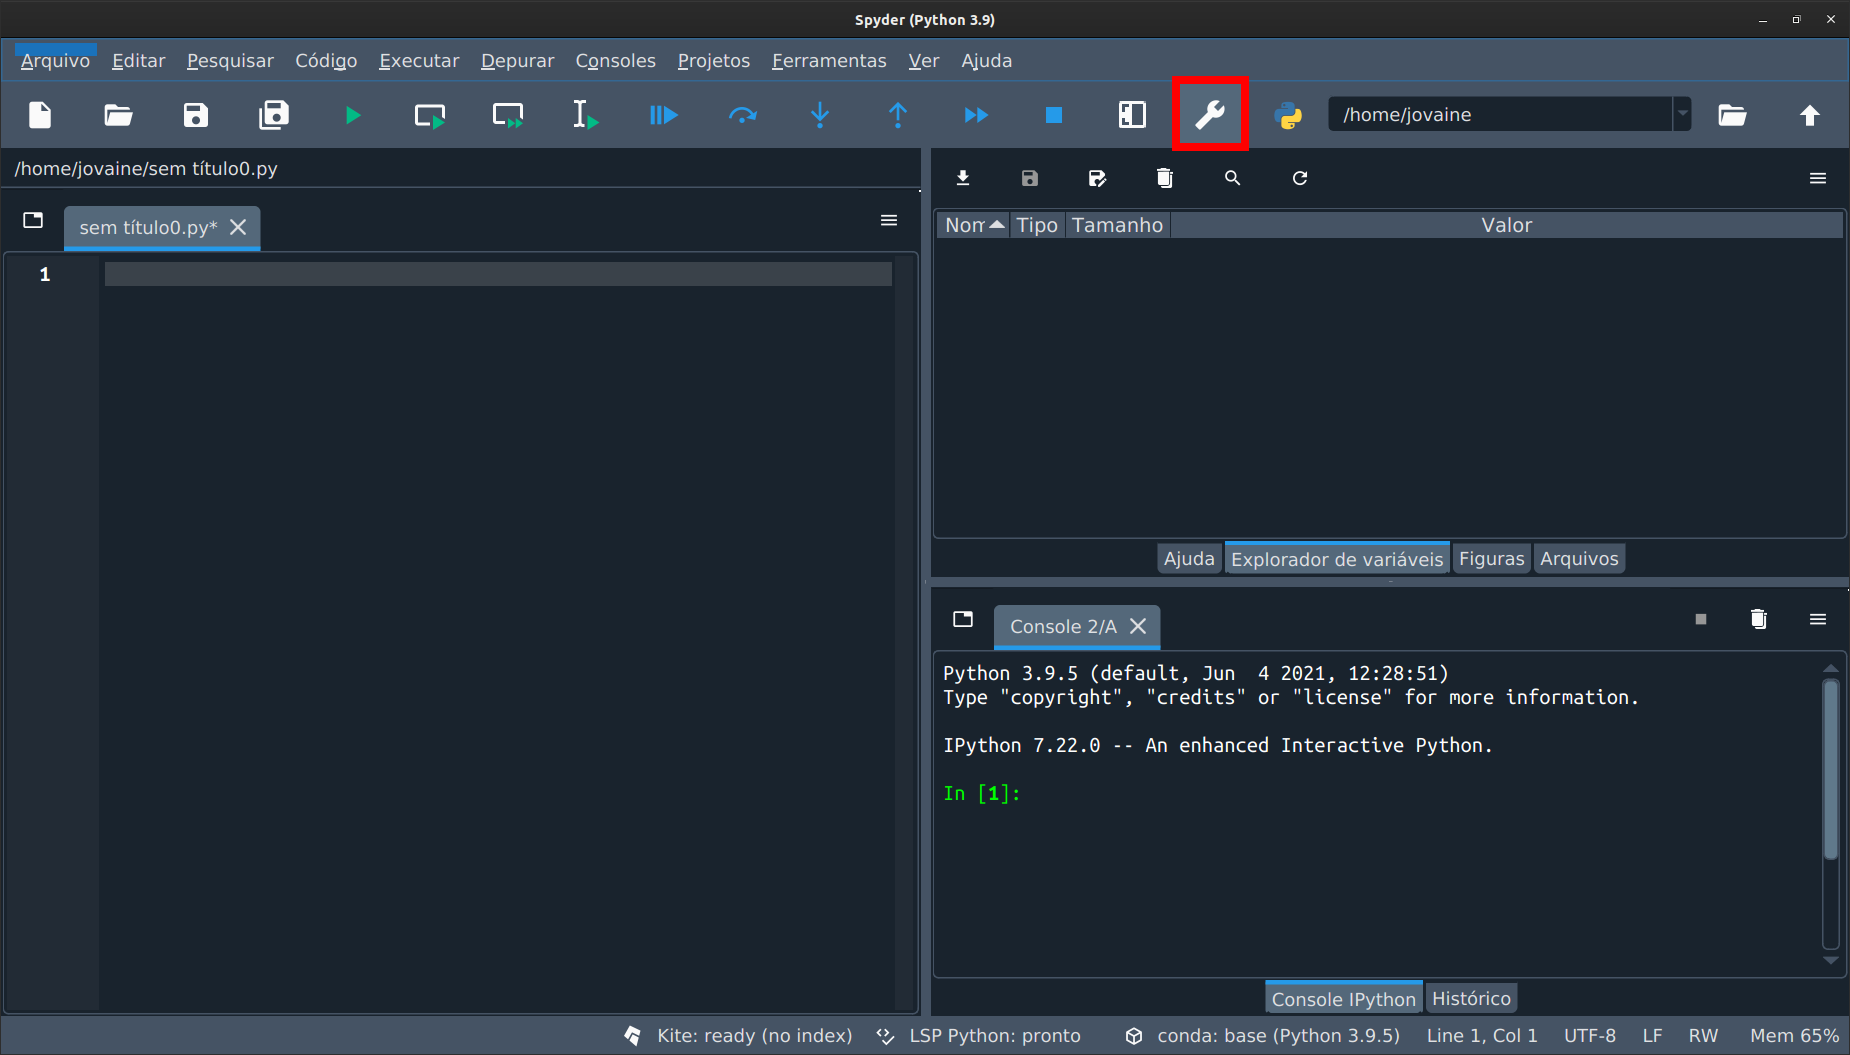 Spyder (Python 3.9)
Arquivo Editar Pesquisar Código Executar Depurar Consoles Projetos Ferramentas Ver Ajuda
/home/jovaine
/home/jovaine/sem título0.py
sem título0.py*
1
Nom Tipo Tamanho Valor
Ajuda Explorador de variáveis Figuras Arquivos
Console 2/A
Python 3.9.5 (default, Jun  4 2021, 12:28:51)
Type "copyright", "credits" or "license" for more information.
IPython 7.22.0 -- An enhanced Interactive Python.
In [1]:
Console IPython Histórico
Kite: ready (no index) LSP Python: pronto conda: base (Python 3.9.5) Line 1, Col 1 UTF-8 LF RW Mem 65%